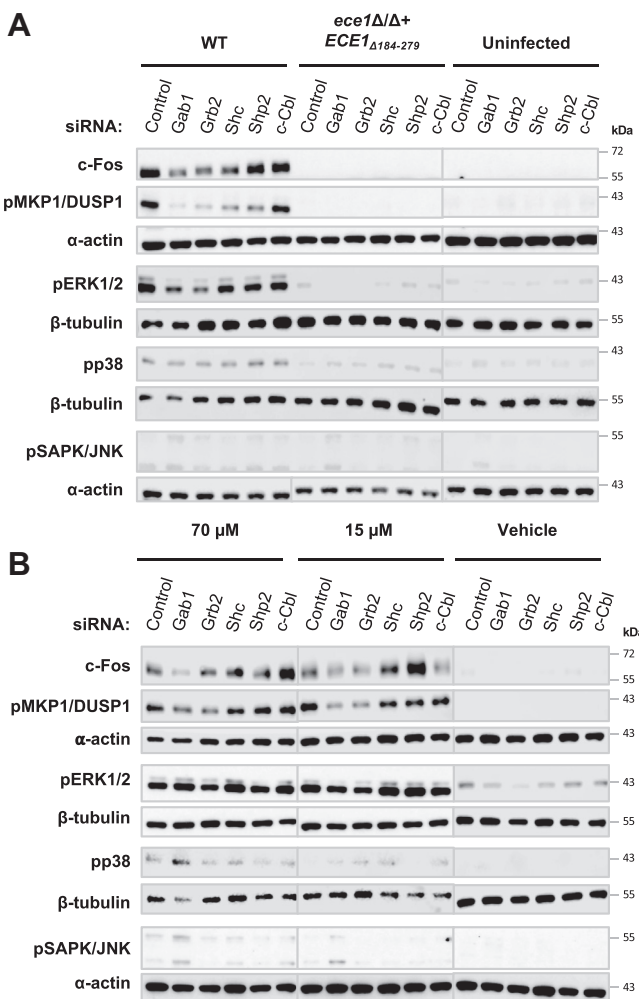 A
WT
ece1Δ/Δ+
ECE1Δ184-279
Uninfected
siRNA:
Control Gab1 Grb2 Shc Shp2 c-Cbl Control Gab1 Grb2 Shc Shp2 c-Cbl Control Gab1 Grb2 Shc Shp2 c-Cbl
kDa
c-Fos
72
55
pMKP1/DUSP1
43
α-actin
43
pERK1/2
43
β-tubulin
55
pp38
43
β-tubulin
55
pSAPK/JNK
55
α-actin
43
70 µM
15 µM
Vehicle
B
siRNA:
Control Gab1 Grb2 Shc Shp2 c-Cbl Control Gab1 Grb2 Shc Shp2 c-Cbl Control Gab1 Grb2 Shc Shp2 c-Cbl
kDa
c-Fos
72
55
pMKP1/DUSP1
43
α-actin
43
pERK1/2
43
β-tubulin
55
pp38
43
β-tubulin
55
pSAPK/JNK
55
α-actin
43